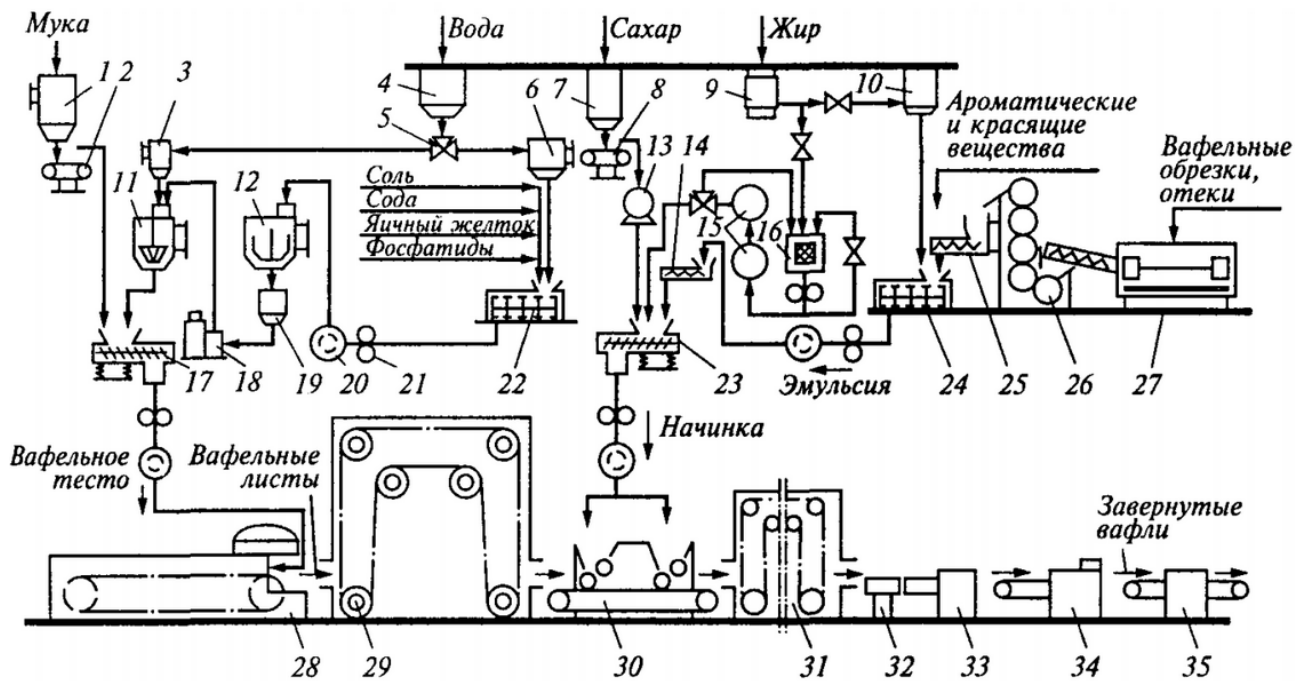 Мука
Вода
Сахар
Жир
1 2
3
4
5
6
7
8
9
10
Ароматические
и красящие
вещества
Вафельные
обрезки,
отеки
11
12
13
14
15
16
Соль
Сода
Яичный желток
Фосфатиды
17
18
19
20
21
22
23
Эмульсия
24
25
26
27
Вафельное
тесто
Вафельные
листы
Начинка
Завернутые
вафли
28
29
30
31
32
33
34
35